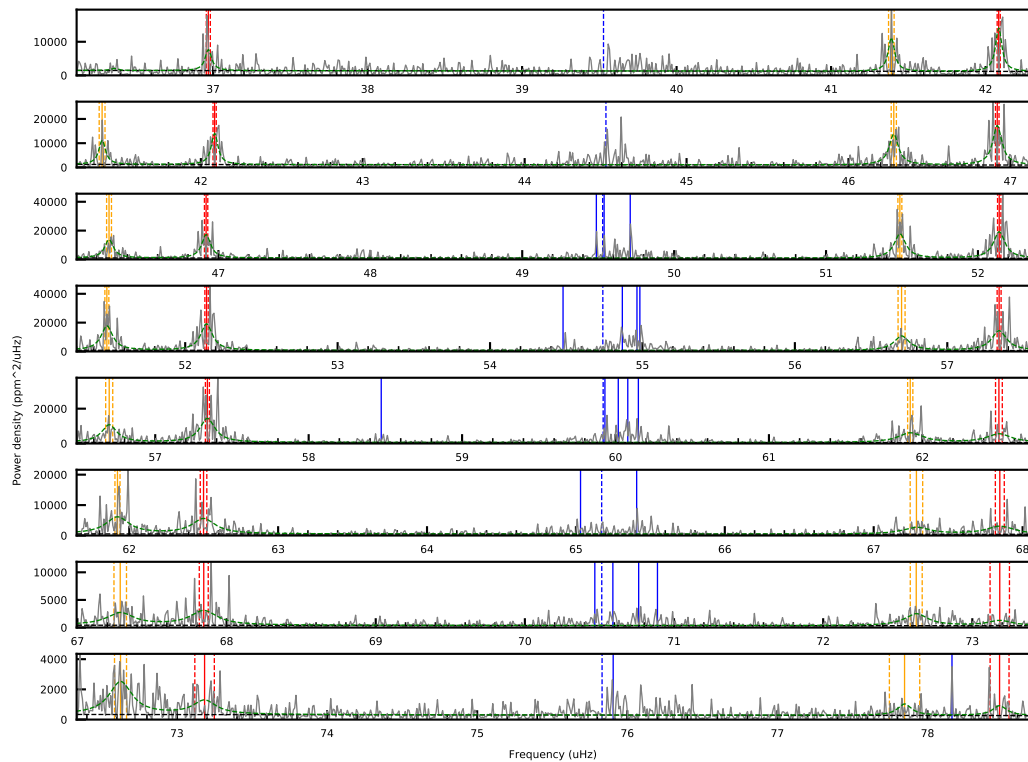 10000
0
37 38 39 40 41 42
20000
10000
0
42 43 44 45 46 47
40000
20000
0
47 48 49 50 51 52
40000
20000
0
52 53 54 55 56 57
20000
0
57 58 59 60 61 62
20000
10000
0
62 63 64 65 66 67 68
10000
5000
0
67 68 69 70 71 72 73
4000
2000
0
73 74 75 76 77 78
Power density (ppm^2/uHz)
Frequency (uHz)